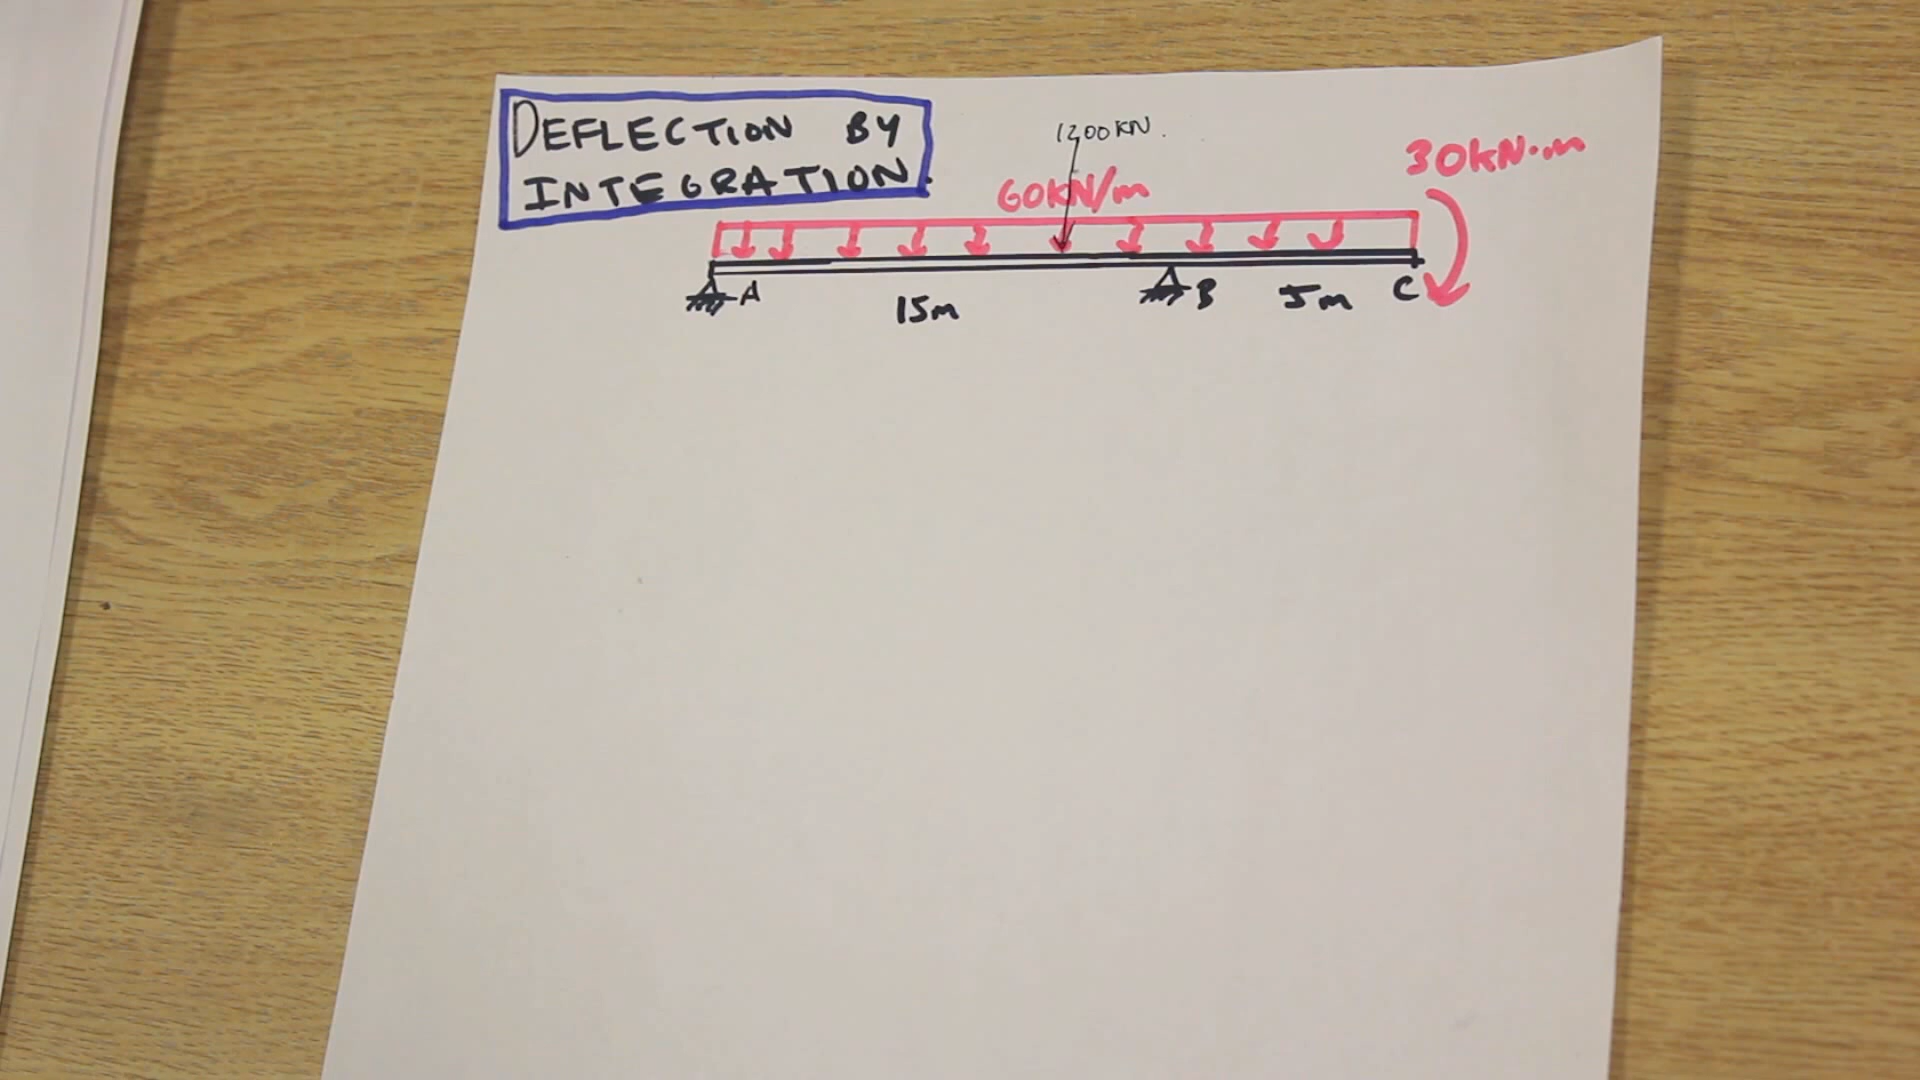 DEFLECTION BY
INTEGRATION.
1200KN.
30KN.m
60KN/m
A
15m
B
5m
C